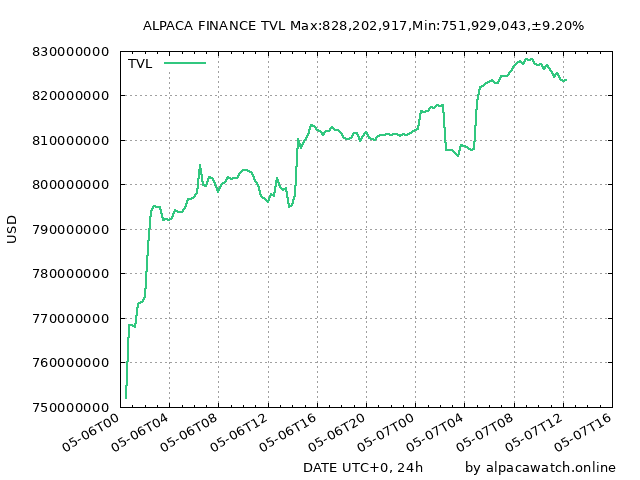 ALPACA FINANCE TVL Max:828,202,917,Min:751,929,043,±9.20%
TVL
830000000
820000000
810000000
800000000
790000000
780000000
770000000
760000000
750000000
USD
05-06T00
05-06T04
05-06T08
05-06T12
05-06T16
05-06T20
05-07T00
05-07T04
05-07T08
05-07T12
05-07T16
DATE UTC+0, 24h
by alpacawatch.online